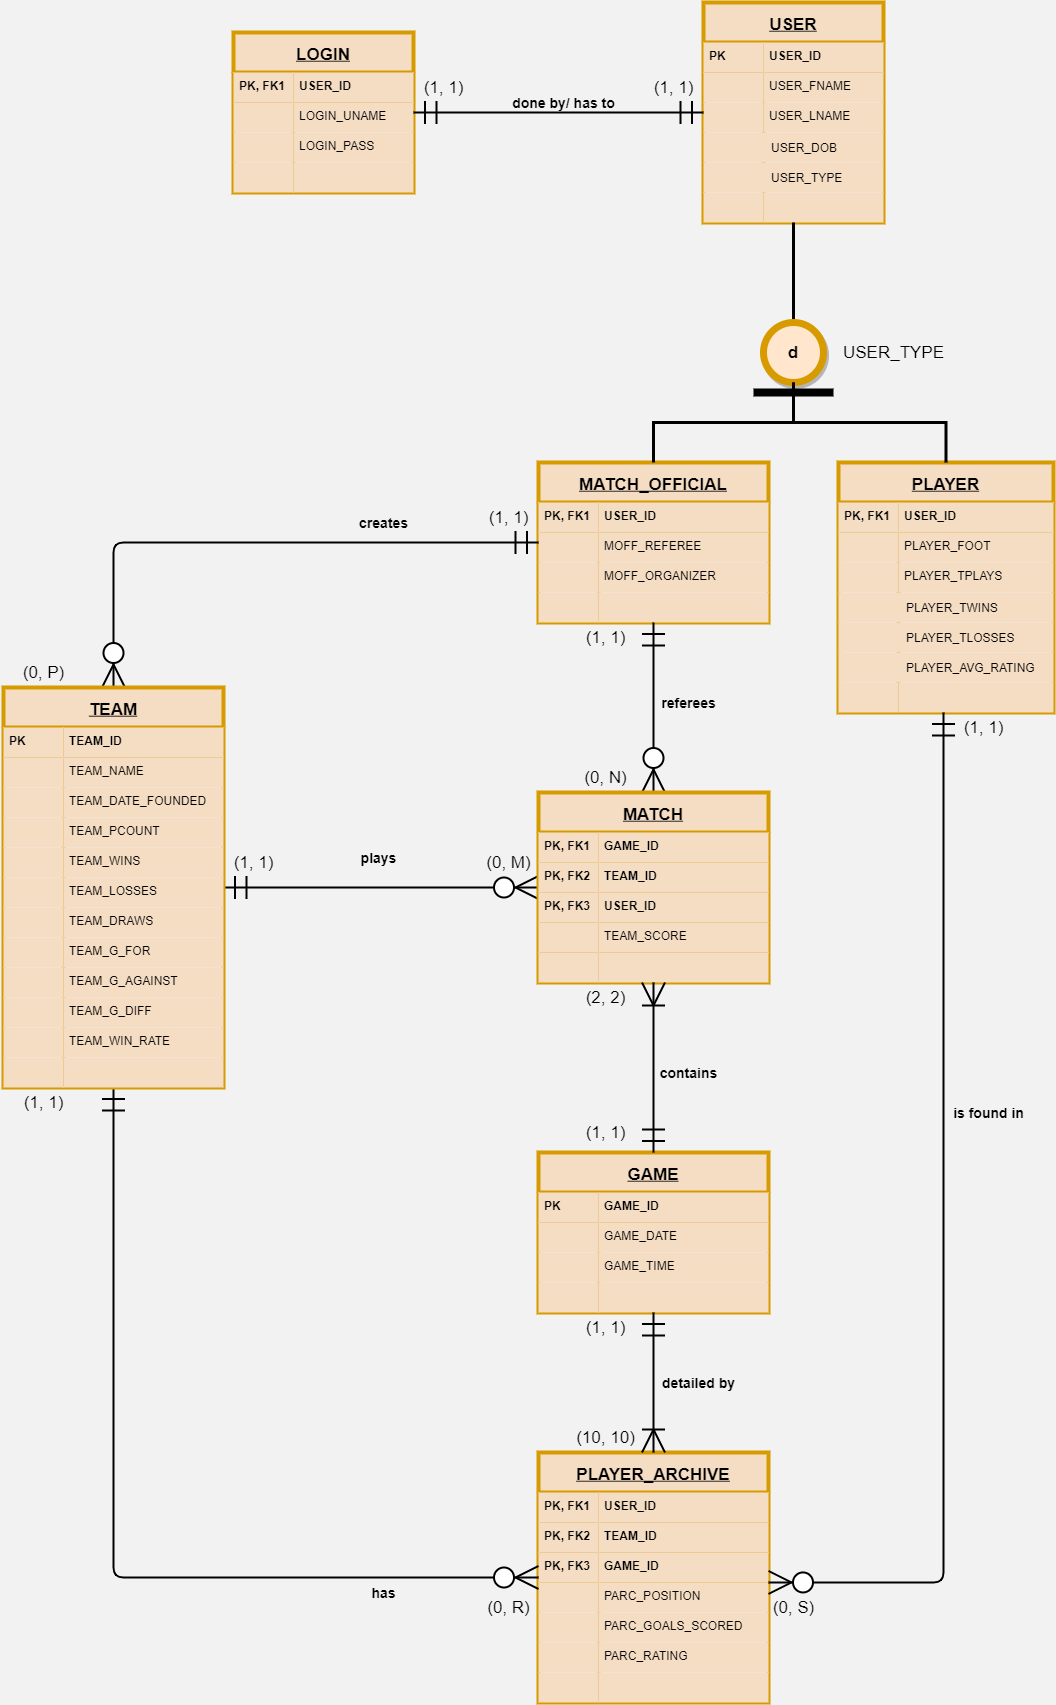 USER
PK USER_ID
USER_FNAME
USER_LNAME
USER_DOB
USER_TYPE
LOGIN
PK, FK1 USER_ID
LOGIN_UNAME
LOGIN_PASS
(1, 1) done by/ has to (1, 1)
d USER_TYPE
MATCH_OFFICIAL
PK, FK1 USER_ID
MOFF_REFEREE
MOFF_ORGANIZER
PLAYER
PK, FK1 USER_ID
PLAYER_FOOT
PLAYER_TPLAYS
PLAYER_TWINS
PLAYER_TLOSSES
PLAYER_AVG_RATING
creates (1, 1)
(0, P)
(1, 1)
referees
(0, N)
(1, 1)
TEAM
PK TEAM_ID
TEAM_NAME
TEAM_DATE_FOUNDED
TEAM_PCOUNT
TEAM_WINS
TEAM_LOSSES
TEAM_DRAWS
TEAM_G_FOR
TEAM_G_AGAINST
TEAM_G_DIFF
TEAM_WIN_RATE
(1, 1) plays (0, M)
MATCH
PK, FK1 GAME_ID
PK, FK2 TEAM_ID
PK, FK3 USER_ID
TEAM_SCORE
(2, 2)
contains
(1, 1)
(1, 1)
is found in
GAME
PK GAME_ID
GAME_DATE
GAME_TIME
(1, 1)
detailed by
(10, 10)
PLAYER_ARCHIVE
PK, FK1 USER_ID
PK, FK2 TEAM_ID
PK, FK3 GAME_ID
PARC_POSITION
PARC_GOALS_SCORED
PARC_RATING
has (0, R)
(0, S)